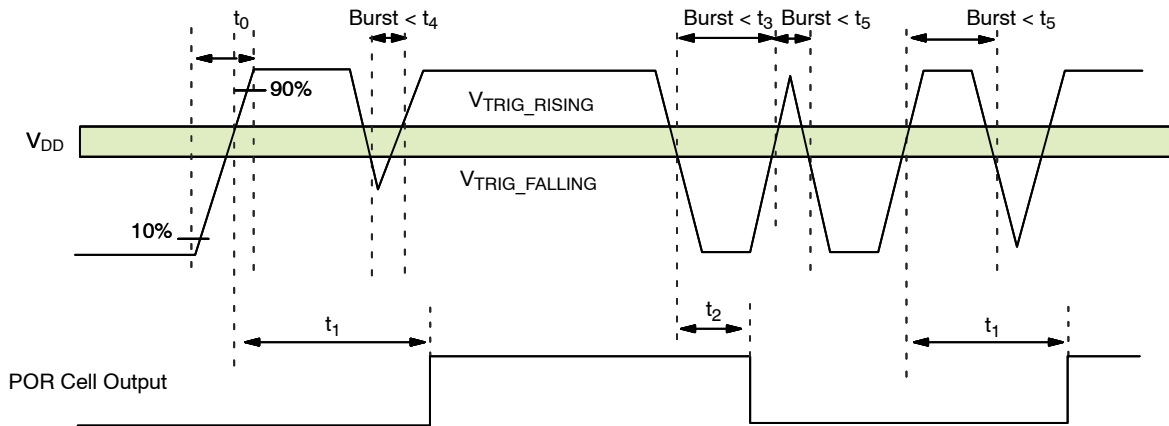 t0
Burst < t4
Burst < t3
Burst < t5
Burst < t5
90%
VTRIG_RISING
VDD
VTRIG_FALLING
10%
t1
t2
t1
POR Cell Output